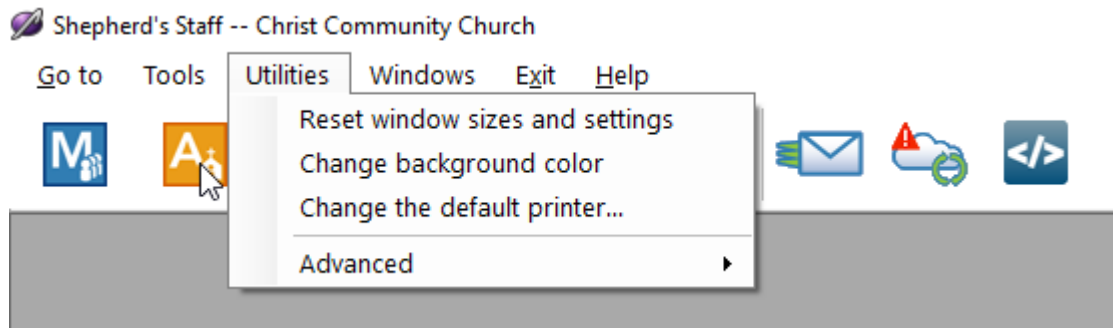 Shepherd's Staff -- Christ Community Church
Go to Tools Utilities Windows Exit Help
Reset window sizes and settings
M A </>
Change background color
Change the default printer...
Advanced